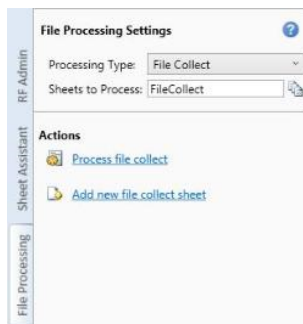 File Processing Settings
Processing Type: File Collect
Sheets to Process: FileCollect
Actions
Process file collect
Add new file collect sheet
RF Admin
Sheet Assistant
File Processing